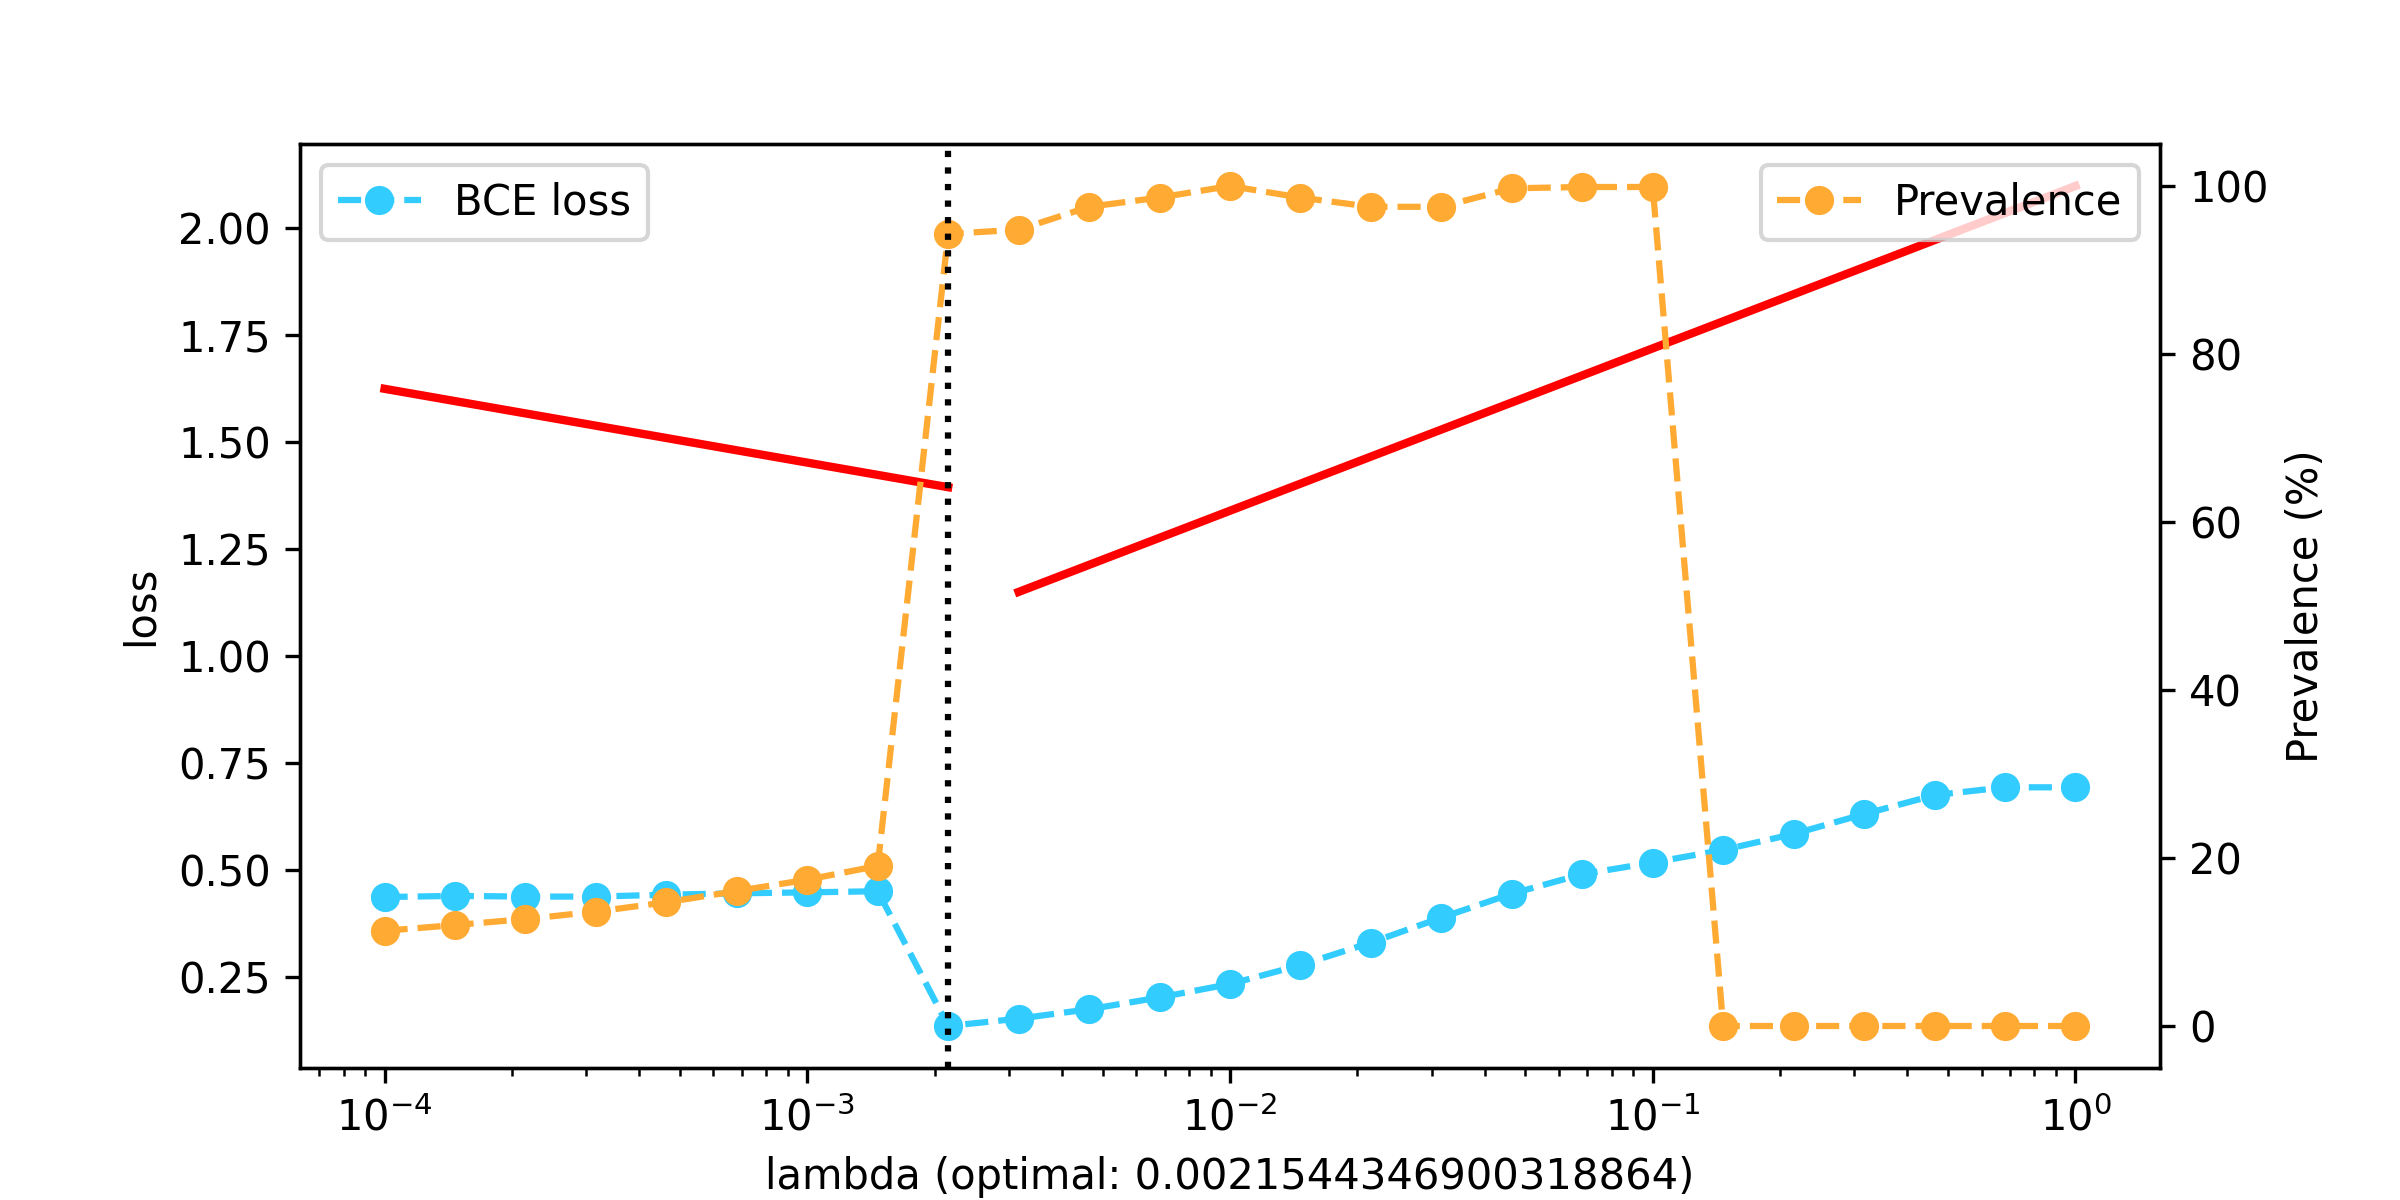 BCE loss
Prevalence
2.00
1.75
1.50
1.25
1.00
0.75
0.50
0.25
loss
100
80
60
40
20
0
Prevalence (%)
10⁻⁴ 10⁻³ 10⁻² 10⁻¹ 10⁰
lambda (optimal: 0.0021544346900318864)